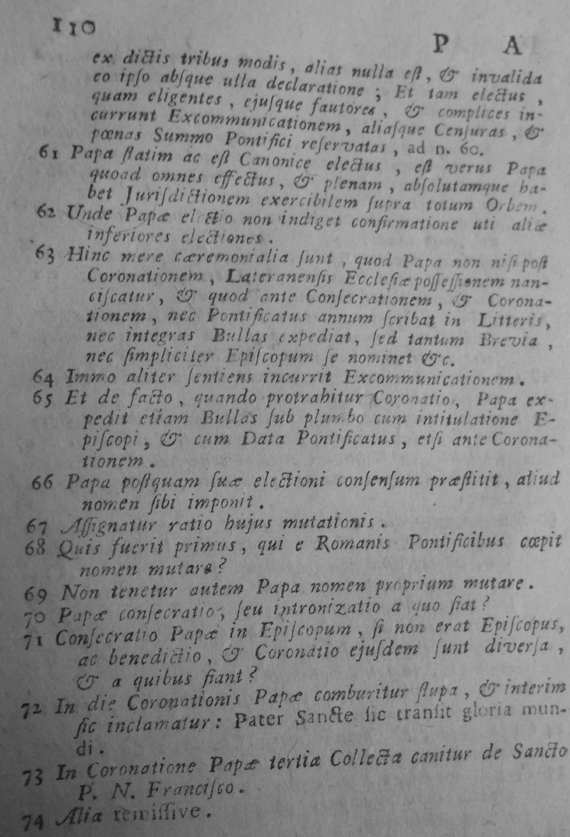 110
P A
ex dictis tribus modis, alias nulla eſt, & invalida
eo ipſo abſque ulla declaratione; Et tam electus,
quam eligentes, ejuſque fautores, & complices in-
currunt Excommunicationem, aliaſque Cenſuras, &
pœnas Summo Pontifici reſervatas, ad n. 60.
61 Papa ſtatim ac eſt Canonice electus, eſt verus Papa
quoad omnes effectus, & plenam, abſolutamque ha-
bet Juriſdictionem exercibilem ſupra totum Orbem.
62 Unde Papæ electio non indiget confirmatione uti aliæ
inferiores electiones.
63 Hinc mere cæremonialia ſunt, quod Papa non niſi poſt
Coronationem, Lateranenſis Eccleſiæ poſſeſſionem nan-
ciſcatur, & quod ante Conſecrationem, & Corona-
tionem, nec Pontificatus annum ſcribat in Litteris,
nec integras Bullas expediat, ſed tantum Brevia,
nec ſimpliciter Epiſcopum ſe nominet &c.
64 Immo aliter ſentiens incurrit Excommunicationem.
65 Et de facto, quando protrahitur Coronatio, Papa ex-
pedit etiam Bullas ſub plumbo cum intitulatione E-
piſcopi, & cum Data Pontificatus, etſi ante Corona-
tionem.
66 Papa poſtquam ſuæ electioni conſenſum præſtitit, aliud
nomen ſibi imponit.
67 Aſſignatur ratio hujus mutationis.
68 Quis fuerit primus, qui e Romanis Pontificibus cœpit
nomen mutare?
69 Non tenetur autem Papa nomen proprium mutare.
70 Papæ conſecratio, ſeu intronizatio a quo fiat?
71 Conſecratio Papæ in Epiſcopum, ſi non erat Epiſcopus,
ac benedictio, & Coronatio ejuſdem ſunt diverſa,
& a quibus fiant?
72 In die Coronationis Papæ comburitur ſtupa, & interim
ſic inclamatur: Pater Sancte ſic tranſit gloria mun-
di.
73 In Coronatione Papæ tertia Collecta canitur de Sancto
P. N. Franciſco.
74 Alia remiſſive.